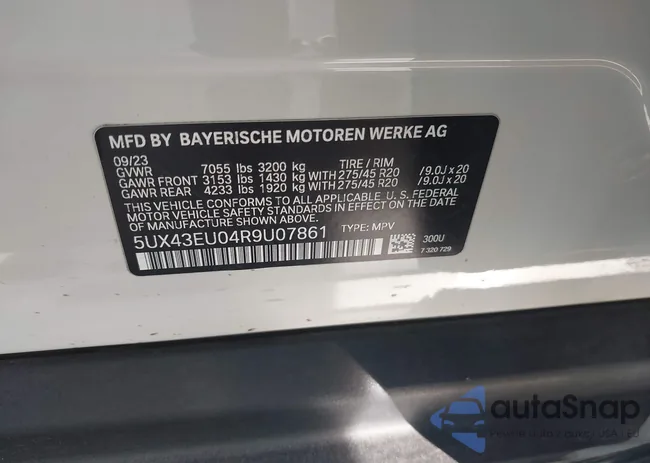 MFD BY BAYERISCHE MOTOREN WERKE AG
09/23
GVWR 7055 lbs 3200 kg TIRE / RIM
GAWR FRONT 3153 lbs 1430 kg WITH 275/45 R20 /9.0J x 20
GAWR REAR 4233 lbs 1920 kg WITH 275/45 R20 /9.0J x 20
THIS VEHICLE CONFORMS TO ALL APPLICABLE U. S. FEDERAL
MOTOR VEHICLE SAFETY STANDARDS IN EFFECT ON THE DATE
OF MANUFACTURE SHOWN ABOVE.
5UX43EU04R9U07861 TYPE: MPV 300U
7 320 729
autoSnap